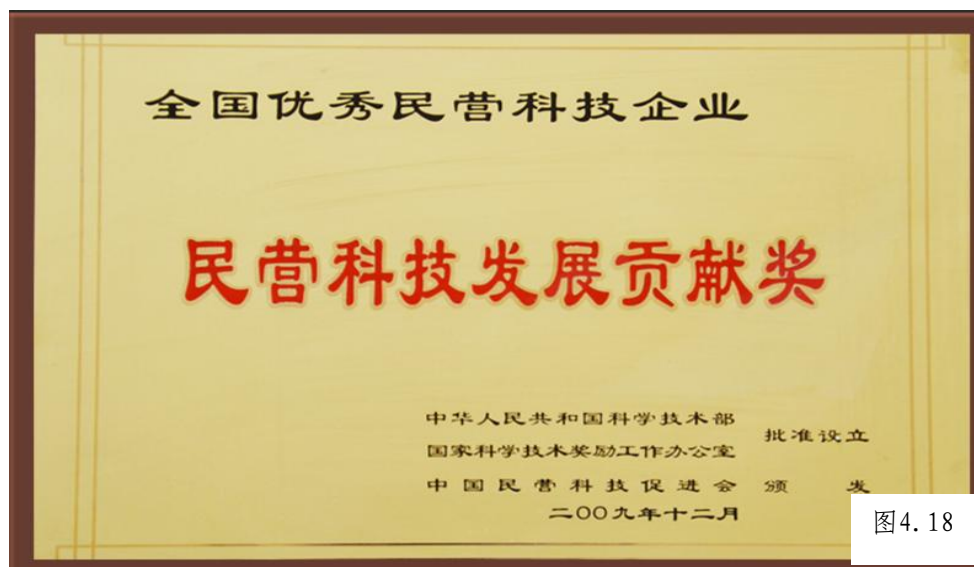 全国优秀民营科技企业
民营科技发展贡献奖
中华人民共和国科学技术部
国家科学技术奖励工作办公室
批准设立
中国民营科技促进会 颁发
二〇〇九年十二月
图4.18